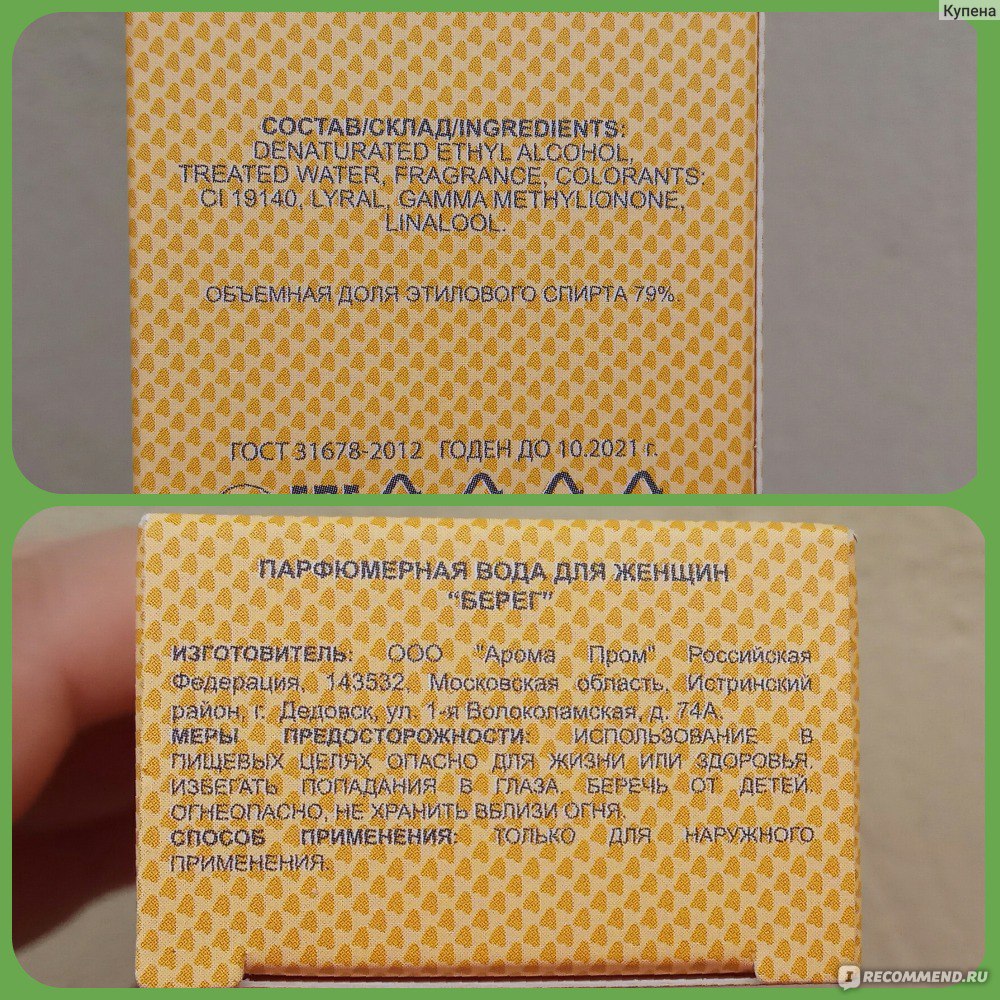 Купена
СОСТАВ/СКЛАД/INGREDIENTS:
DENATURATED ETHYL ALCOHOL,
TREATED WATER, FRAGRANCE, COLORANTS:
CI 19140, LYRAL, GAMMA METHYLIONONE,
LINALOOL.
ОБЪЕМНАЯ ДОЛЯ ЭТИЛОВОГО СПИРТА 79%.
ГОСТ 31678-2012 ГОДЕН ДО 10.2021 г.
ПАРФЮМЕРНАЯ ВОДА ДЛЯ ЖЕНЩИН
“БЕРЕГ”
ИЗГОТОВИТЕЛЬ: ООО "Арома Пром" Российская
Федерация, 143532, Московская область, Истринский
район, г. Дедовск, ул. 1-я Волоколамская, д. 74А.
МЕРЫ ПРЕДОСТОРОЖНОСТИ: ИСПОЛЬЗОВАНИЕ В
ПИЩЕВЫХ ЦЕЛЯХ ОПАСНО ДЛЯ ЖИЗНИ ИЛИ ЗДОРОВЬЯ,
ИЗБЕГАТЬ ПОПАДАНИЯ В ГЛАЗА. БЕРЕЧЬ ОТ ДЕТЕЙ.
ОГНЕОПАСНО, НЕ ХРАНИТЬ ВБЛИЗИ ОГНЯ.
СПОСОБ ПРИМЕНЕНИЯ: ТОЛЬКО ДЛЯ НАРУЖНОГО
ПРИМЕНЕНИЯ.
I RECOMMEND.RU